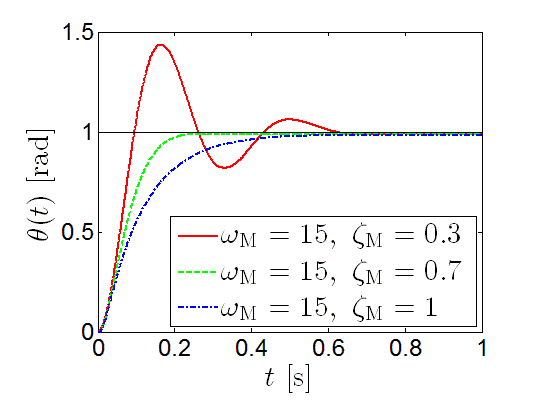 1.5
1
0.5
0
θ(t) [rad]
ω_M = 15, ζ_M = 0.3
ω_M = 15, ζ_M = 0.7
ω_M = 15, ζ_M = 1
0 0.2 0.4 0.6 0.8 1
t [s]